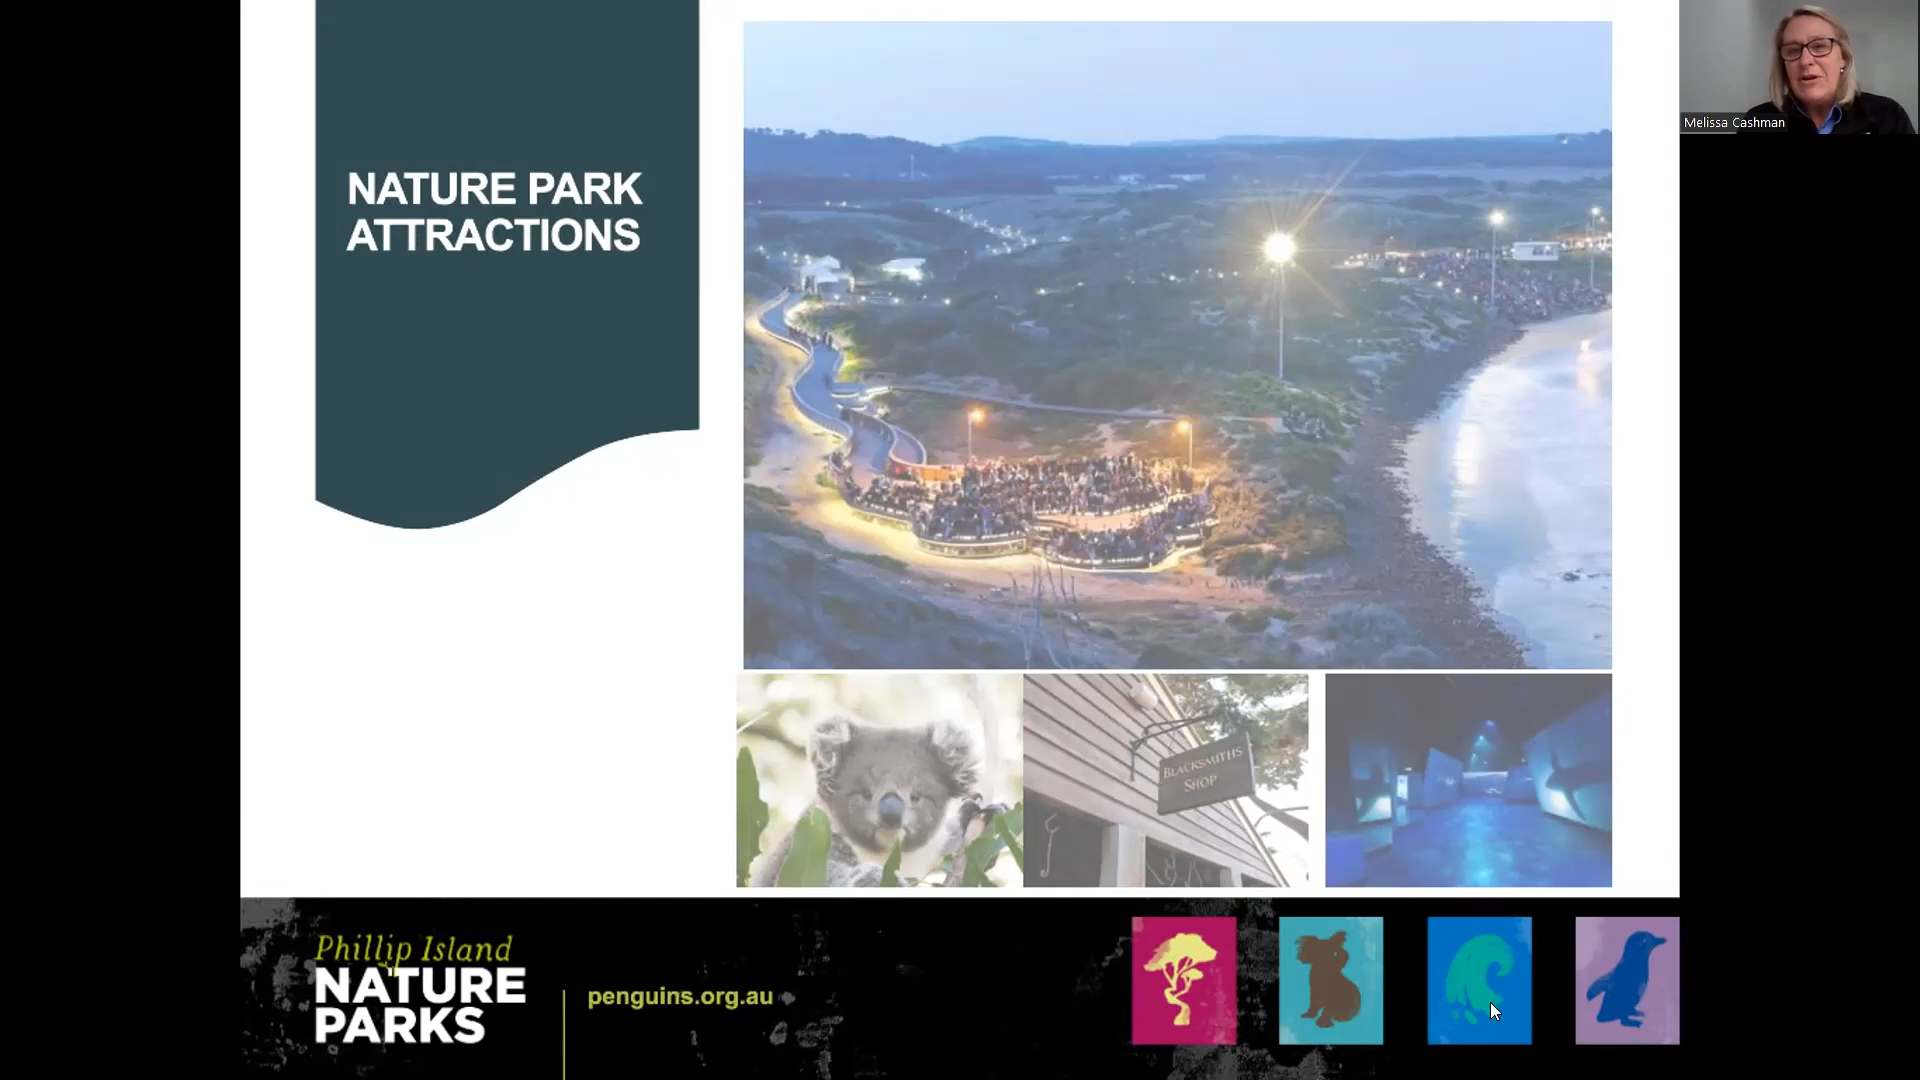 NATURE PARK
ATTRACTIONS
Melissa Cashman
BLACKSMITHS
SHOP
Phillip Island
NATURE
PARKS
penguins.org.au